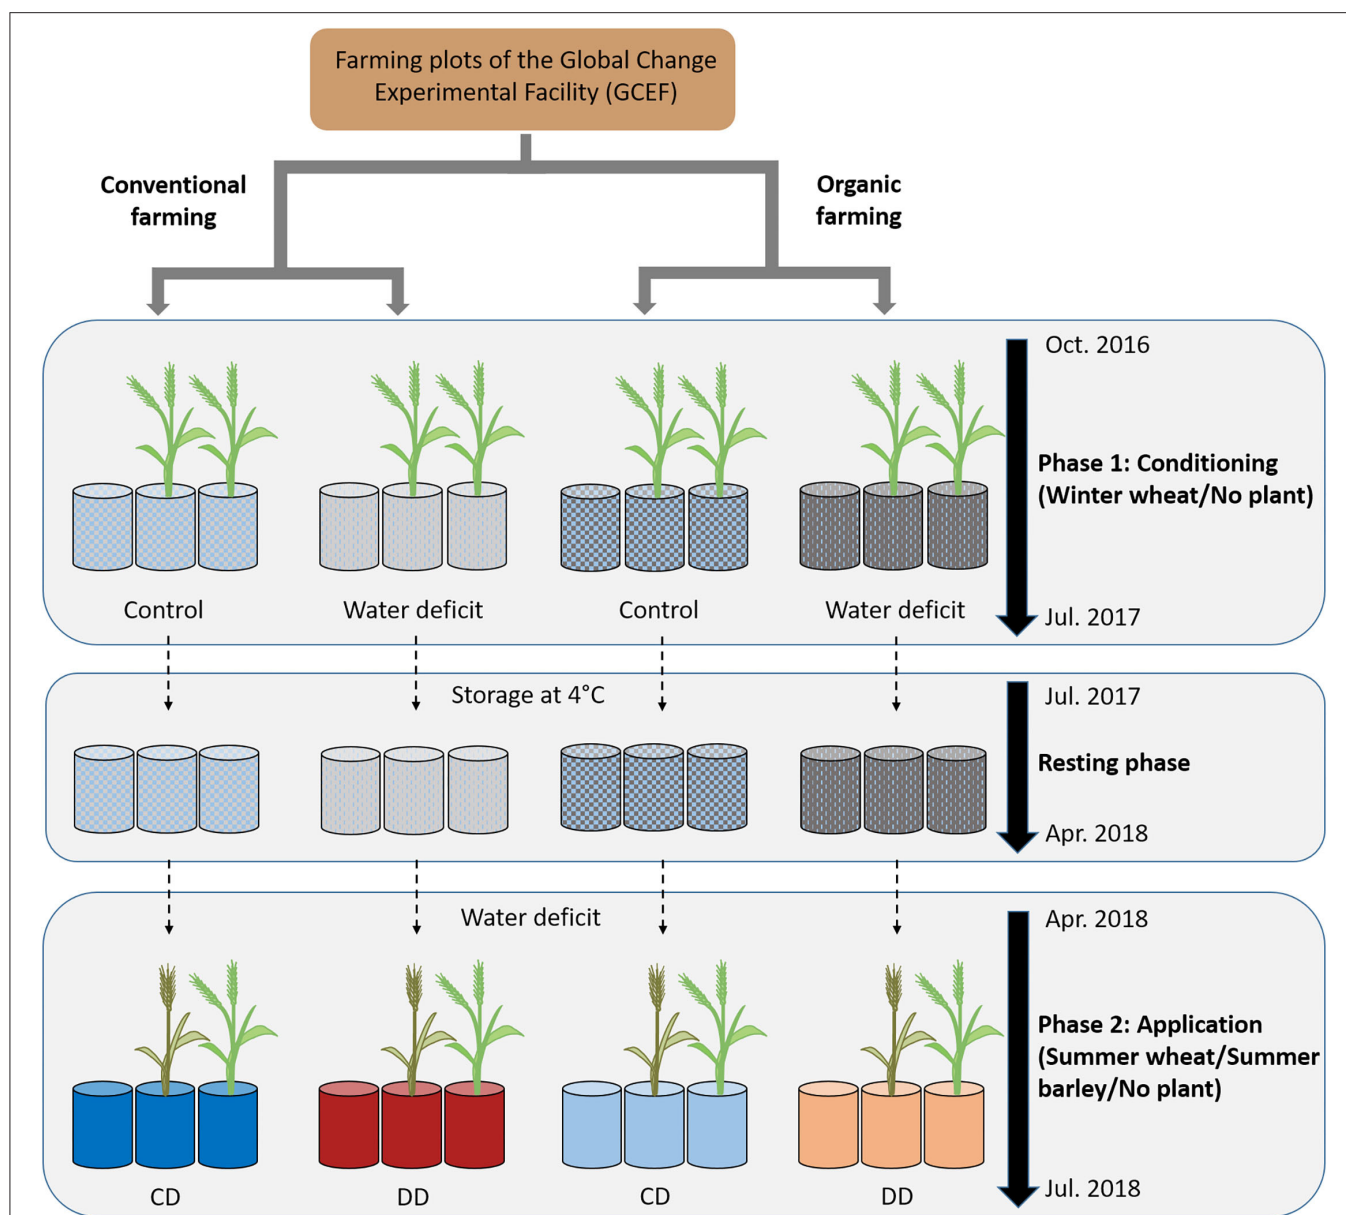 Farming plots of the Global Change
Experimental Facility (GCEF)
Conventional
farming
Organic
farming
Oct. 2016
Phase 1: Conditioning
(Winter wheat/No plant)
Control
Water deficit
Control
Water deficit
Jul. 2017
Storage at 4°C
Jul. 2017
Resting phase
Apr. 2018
Water deficit
Apr. 2018
Phase 2: Application
(Summer wheat/Summer
barley/No plant)
CD
DD
CD
DD
Jul. 2018